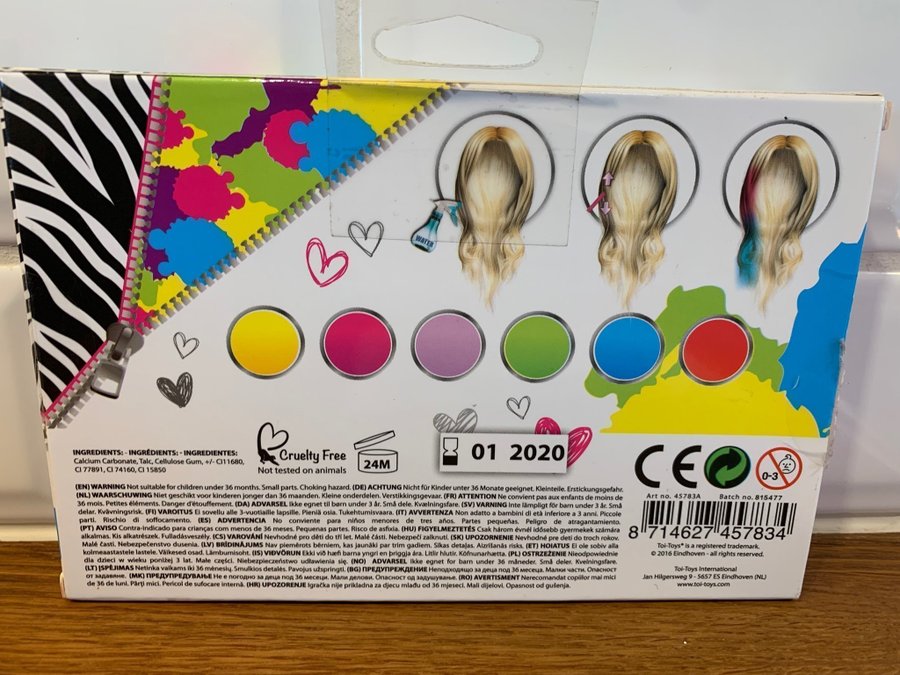 WATER
INGREDIENTS: - INGRÉDIENTS: - INGREDIENTES:
Calcium Carbonate, Talc, Cellulose Gum, +/- CI11680,
CI 77891, CI 74160, CI 15850
Cruelty Free
Not tested on animals
24M
01 2020
CE
0-3
Art no. 45783A Batch no. 815477
8 714627 457834
Toi-Toys® is a registered trademark.
© 2016 Eindhoven - all rights reserved.
Toi-Toys International
Jan Hilgersweg 9 - 5657 ES Eindhoven (NL)
www.toi-toys.com
(EN) WARNING Not suitable for children under 36 months. Small parts. Choking hazard. (DE) ACHTUNG Nicht für Kinder unter 36 Monate geeignet. Kleinteile. Erstickungsgefahr.
(NL) WAARSCHUWING Niet geschikt voor kinderen jonger dan 36 maanden. Kleine onderdelen. Verstikkingsgevaar. (FR) ATTENTION Ne convient pas aux enfants de moins de
36 mois. Petites éléments. Danger d'étouffement. (DA) ADVARSEL Ikke egnet til børn under 3 år. Små dele. Kvælningsfare. (SV) VARNING Inte lämpligt för barn under 3 år. Små
delar. Kvävningsrisk. (FI) VAROITUS Ei sovellu alle 3-vuotiaille lapsille. Pieniä osia. Tukehtumisvaara. (IT) AVVERTENZA Non adatto a bambini di età inferiore a 3 anni. Piccole
parti. Rischio di soffocamento. (ES) ADVERTENCIA No conviene para niños menores de tres años. Partes pequeñas. Peligro de atragantamiento.
(PT) AVISO Contra-indicado para crianças com menos de 36 meses. Pequenas partes. Risco de asfixia. (HU) FIGYELMEZTETÉS Csak három évnél idősebb gyermekek számára
alkalmas. Kis alkatrészek. Fulladásveszély. (CS) VAROVÁNÍ Nevhodné pro děti do tří let. Malé části. Nebezpečí udušení. (SK) UPOZORNENIE Nevhodné pre deti do troch rokov.
Malé časti. Nebezpečenstvo dusenia. (LV) BRĪDINĀJUMS Nav piemērots bērniem, kas jaunāki par trim gadiem. Sīkas detaļas. Aizrīšanās risks. (ET) HOIATUS Ei ole sobiv alla
kolmeaastastele lastele. Väikesed osad. Lämbumisoht. (IS) VIÐVÖRUN Ekki við hæfi barna yngri en þriggja ára. Litlir hlutir. Köfnunarhætta. (PL) OSTRZEŻENIE Nieodpowiednie
dla dzieci w wieku poniżej 3 lat. Małe części. Niebezpieczeństwo uduszenia. (NO) ADVARSEL Ikke egnet for barn under 36 måneder. Små deler. Kvelningsfare.
(LT) ĮSPĖJIMAS Netinka vaikams iki 36 mėnesių. Smulkios dalys. Pavojus užspringti. (BG) ПРЕДУПРЕЖДЕНИЕ Неподходящо за деца под 36 месеца. Малки части. Опасност
от задавяне. (MK) ПРЕДУПРЕДУВАЊЕ Не е погодно за деца под 36 месеци. Мали делови. Опасност од задушување. (RO) AVERTISMENT Nerecomandat copiilor mai mici
de 36 de luni. Părți mici. Pericol de sufocare internă. (HR) UPOZORENJE Igračka nije prikladna za djecu mlađu od 36 mjeseci. Mali dijelovi. Opasnost od gušenja.